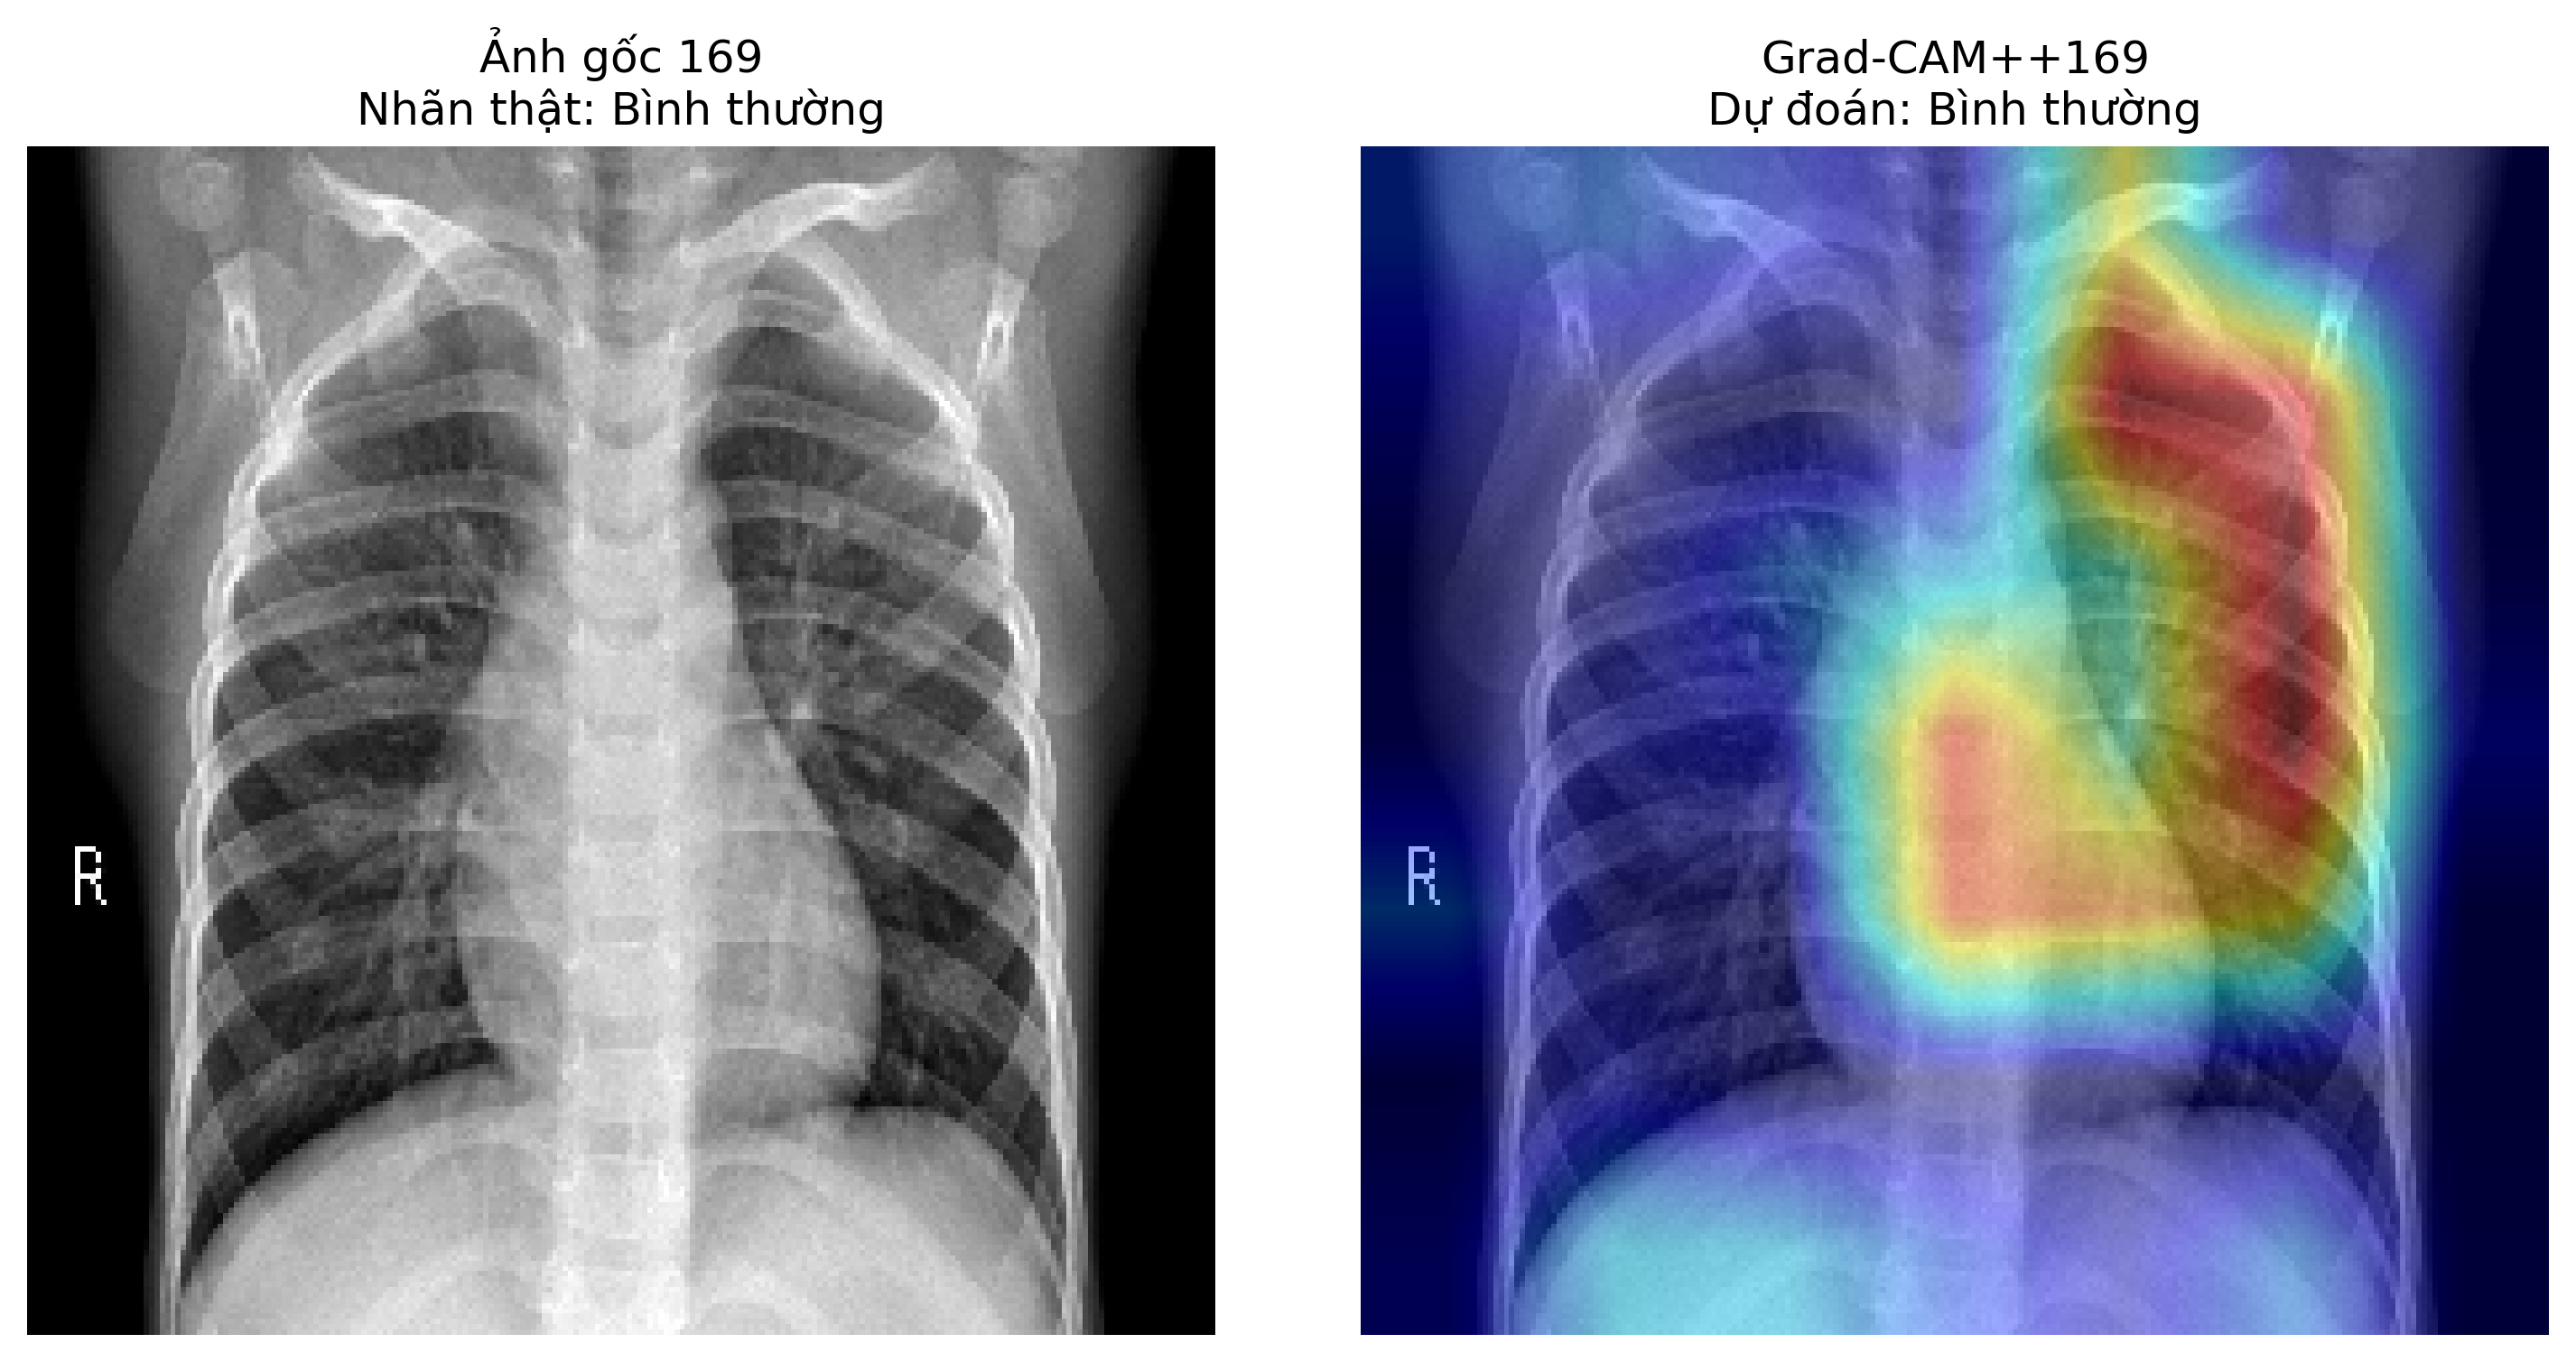 Ảnh gốc 169
Nhãn thật: Bình thường
Grad-CAM++169
Dự đoán: Bình thường
R
R